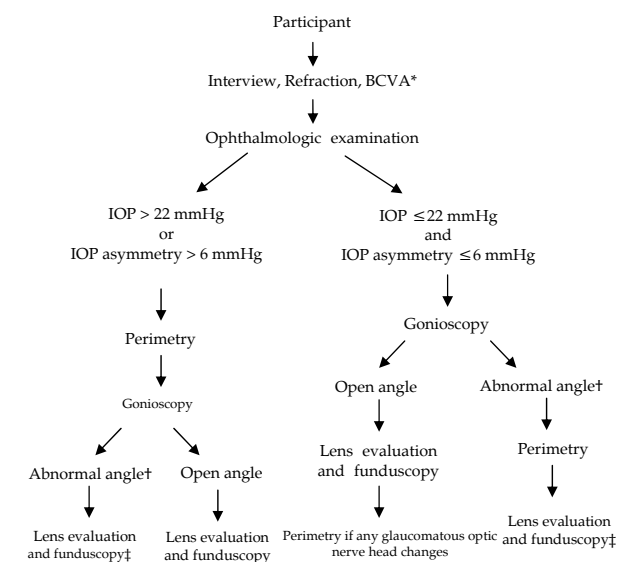 Participant
Interview, Refraction, BCVA*
Ophthalmologic examination
IOP > 22 mmHg
or
IOP asymmetry > 6 mmHg
IOP ≤22 mmHg
and
IOP asymmetry ≤6 mmHg
Perimetry
Gonioscopy
Abnormal angle†
Open angle
Lens evaluation
and funduscopy‡
Lens evaluation
and funduscopy
Gonioscopy
Open angle
Abnormal angle†
Lens evaluation
and funduscopy
Perimetry if any glaucomatous optic
nerve head changes
Perimetry
Lens evaluation
and funduscopy‡